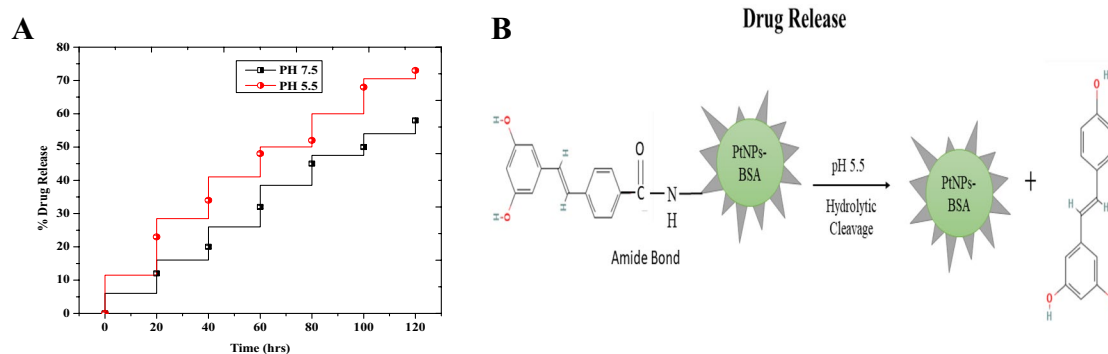 A
% Drug Release
80
70
60
50
40
30
20
10
0
PH 7.5
PH 5.5
0 20 40 60 80 100 120
Time (hrs)
B
Drug Release
H
O
H
H
O
H
O
C
N
H
Amide Bond
PtNPs-
BSA
pH 5.5
Hydrolytic
Cleavage
PtNPs-
BSA
+
H
O
H
H
O
H